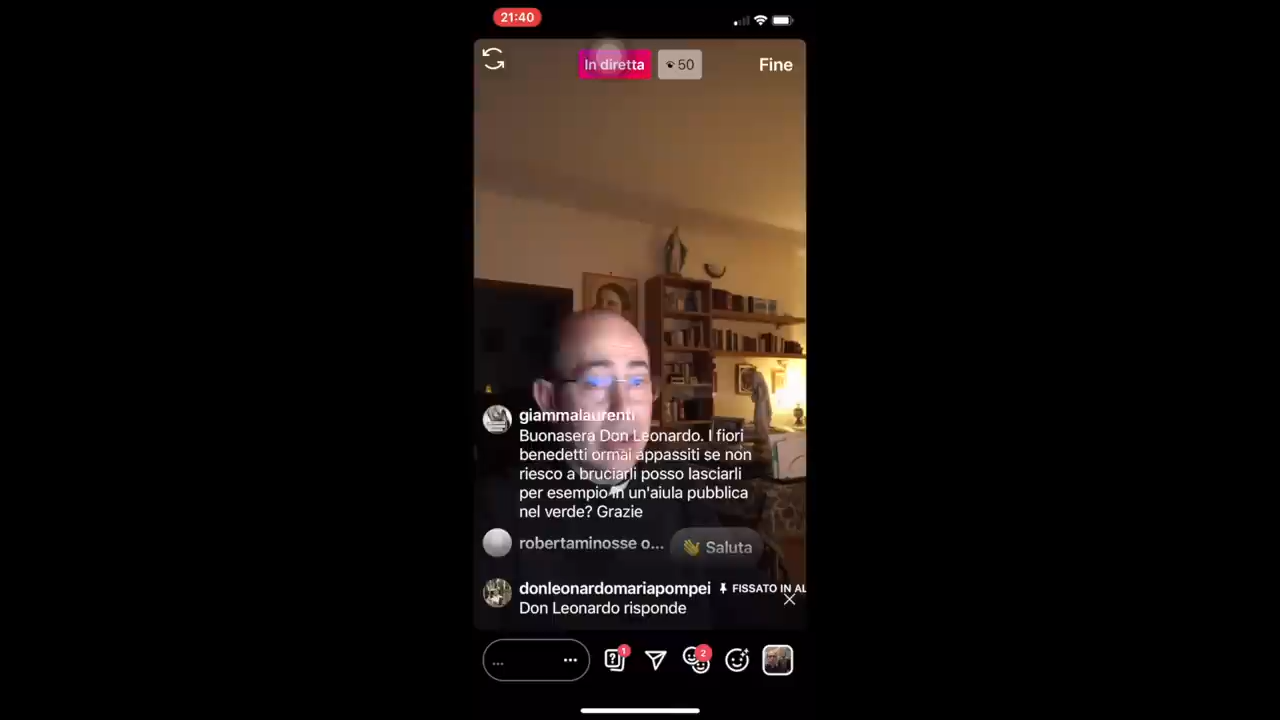 21:40
In diretta
50
Fine
giammalaurenti
Buonasera Don Leonardo. I fiori
benedetti ormai appassiti se non
riesco a bruciarli posso lasciarli
per esempio in un'aiula pubblica
nel verde? Grazie
robertaminosse o...
👋 Saluta
donleonardomariapompei 📌 FISSATO IN AL
Don Leonardo risponde
...
1
2